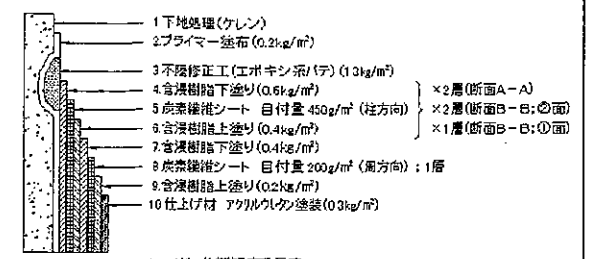 1 下地処理(ケレン)
2.プライマー塗布(0.2kg/㎡)
3 不陸修正工(エポキシ系パテ)(1.3kg/㎡)
4.含浸樹脂下塗り(0.6kg/㎡) ×2層(断面A-A)
5 炭素繊維シート 目付量 450g/㎡ (柱方向) ×2層(断面B-B;②面)
6.含浸樹脂上塗り(0.4kg/㎡) ×1層(断面B-B;①面)
7.含浸樹脂下塗り(0.4kg/㎡)
8 炭素繊維シート 目付量 200g/㎡ (周方向);1層
9.含浸樹脂上塗り(0.2kg/㎡)
10 仕上げ材 アクリルウレタン塗装(0.3kg/㎡)